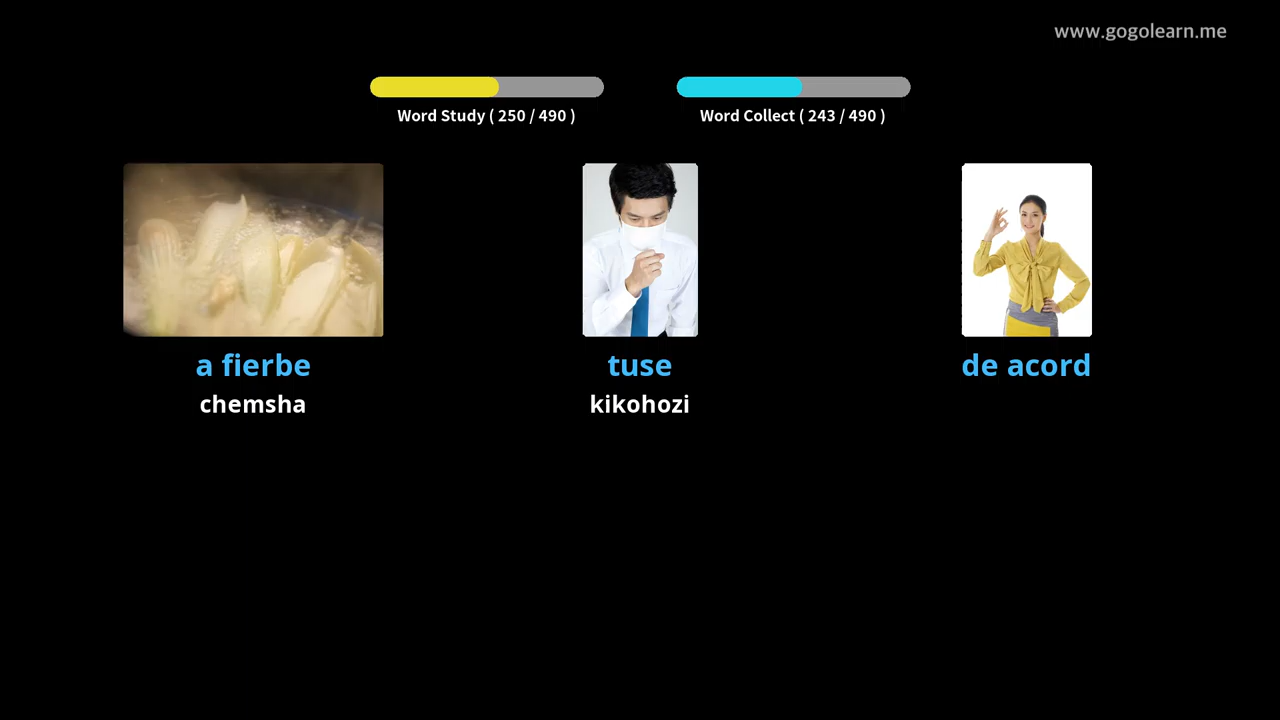 www.gogolearn.me
Word Study ( 250 / 490 )
Word Collect ( 243 / 490 )
a fierbe
tuse
de acord
chemsha
kikohozi